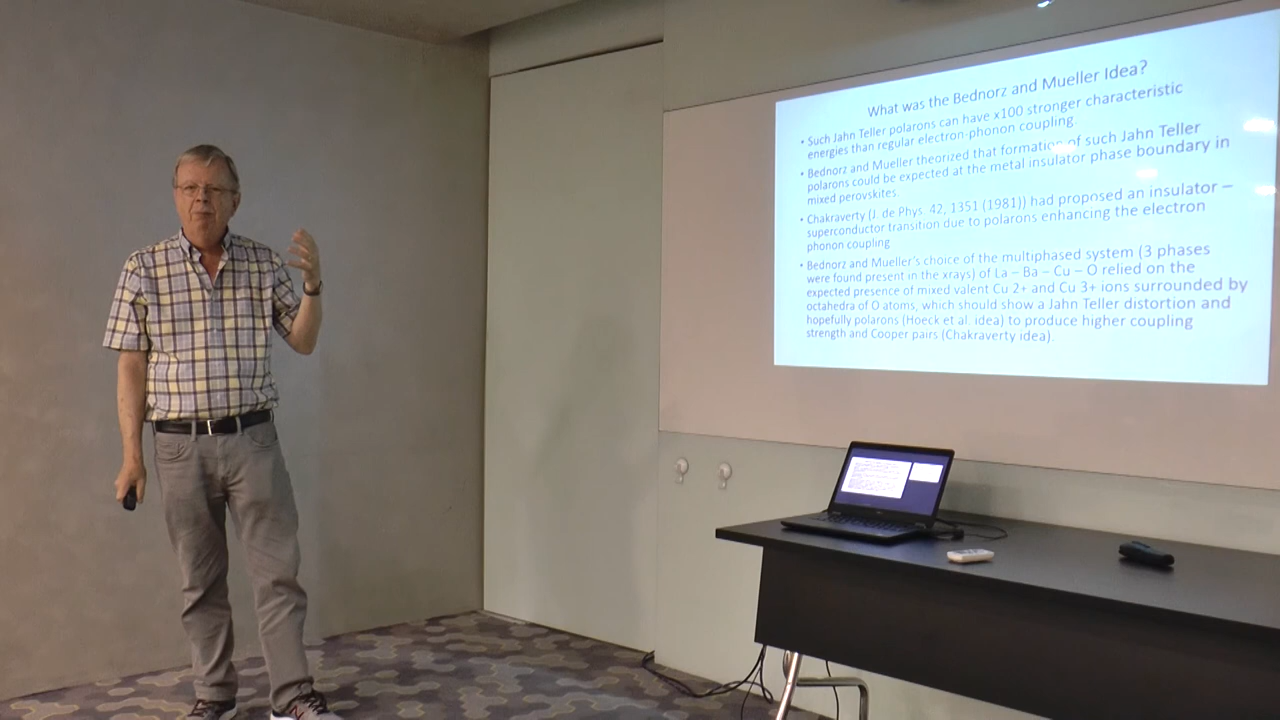 What was the Bednorz and Mueller Idea?
• Such Jahn Teller polarons can have x100 stronger characteristic
energies than regular electron-phonon coupling.
• Bednorz and Mueller theorized that formation of such Jahn Teller
polarons could be expected at the metal insulator phase boundary in
mixed perovskites.
• Chakraverty (J. de Phys. 42, 1351 (1981)) had proposed an insulator –
superconductor transition due to polarons enhancing the electron
phonon coupling
• Bednorz and Mueller's choice of the multiphased system (3 phases
were found present in the xrays) of La – Ba – Cu – O relied on the
expected presence of mixed valent Cu 2+ and Cu 3+ ions surrounded by
octahedra of O atoms, which should show a Jahn Teller distortion and
hopefully polarons (Hoeck et al. idea) to produce higher coupling
strength and Cooper pairs (Chakraverty idea).